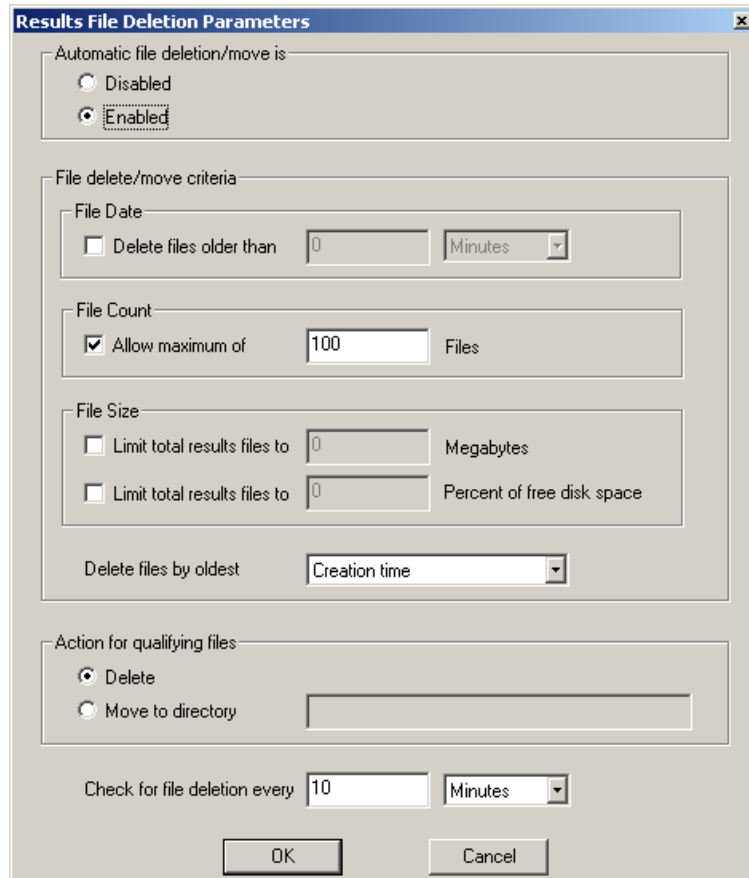 Results File Deletion Parameters
Automatic file deletion/move is
Disabled
Enabled
File delete/move criteria
File Date
Delete files older than 0 Minutes
File Count
Allow maximum of 100 Files
File Size
Limit total results files to 0 Megabytes
Limit total results files to 0 Percent of free disk space
Delete files by oldest Creation time
Action for qualifying files
Delete
Move to directory
Check for file deletion every 10 Minutes
OK Cancel